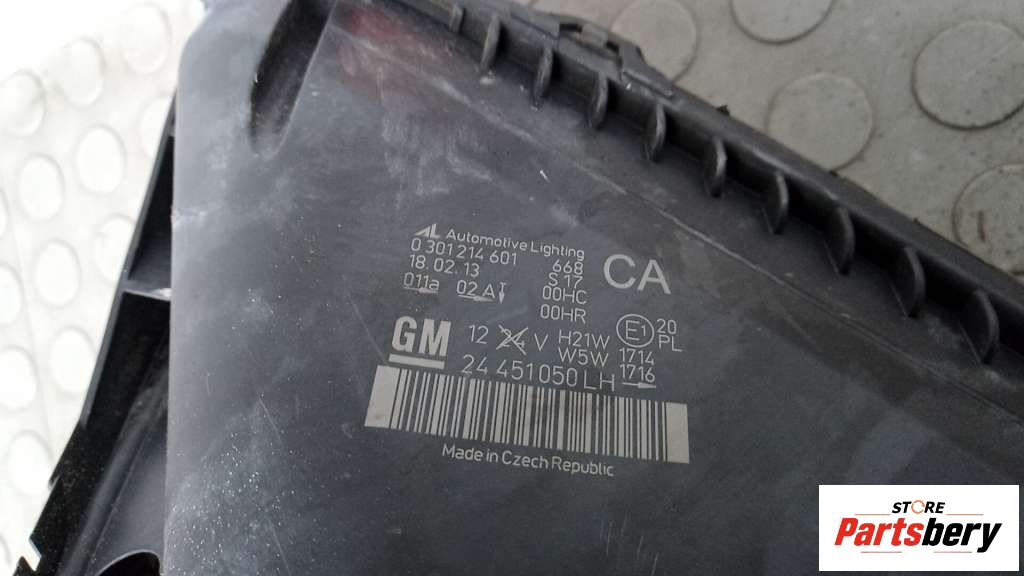 AL Automotive Lighting
0 301 214 601 668
18.02.13 S 17
011a 02 A 00HC
00HR
CA
GM 12 24 V H21W E1 20
W5W PL
1714
1716
24 451 050 LH
Made in Czech Republic
STORE
Partsbery